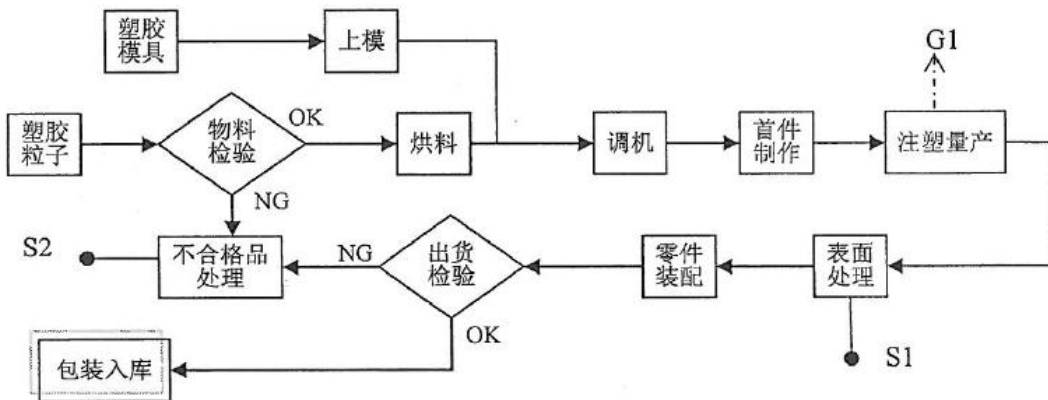 塑胶
模具
上模
G1
塑胶
粒子
物料
检验
OK
烘料
调机
首件
制作
注塑量产
NG
S2
不合格品
处理
NG
出货
检验
零件
装配
表面
处理
OK
S1
包装入库